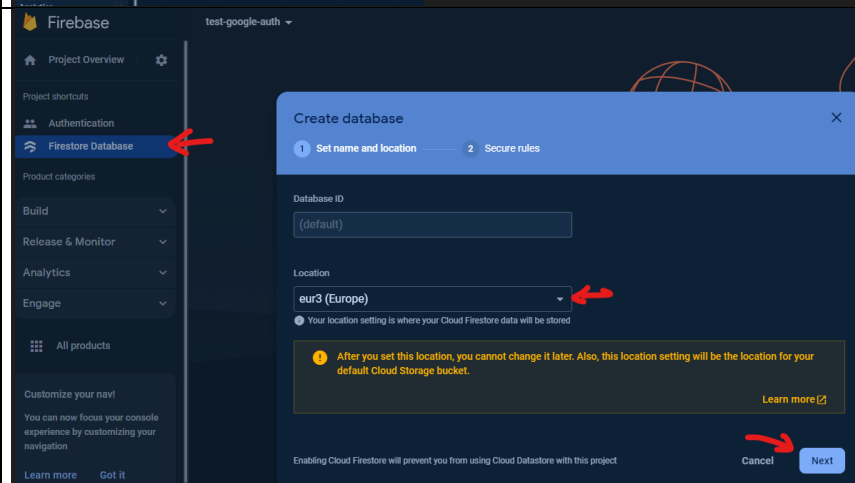 Firebase
test-google-auth
Project Overview
Project shortcuts
Authentication
Firestore Database
Product categories
Build
Release & Monitor
Analytics
Engage
All products
Customize your nav!
You can now focus your console
experience by customizing your
navigation
Learn more Got it
Create database
1 Set name and location 2 Secure rules
Database ID
(default)
Location
eur3 (Europe)
Your location setting is where your Cloud Firestore data will be stored
After you set this location, you cannot change it later. Also, this location setting will be the location for your
default Cloud Storage bucket.
Learn more
Enabling Cloud Firestore will prevent you from using Cloud Datastore with this project
Cancel Next